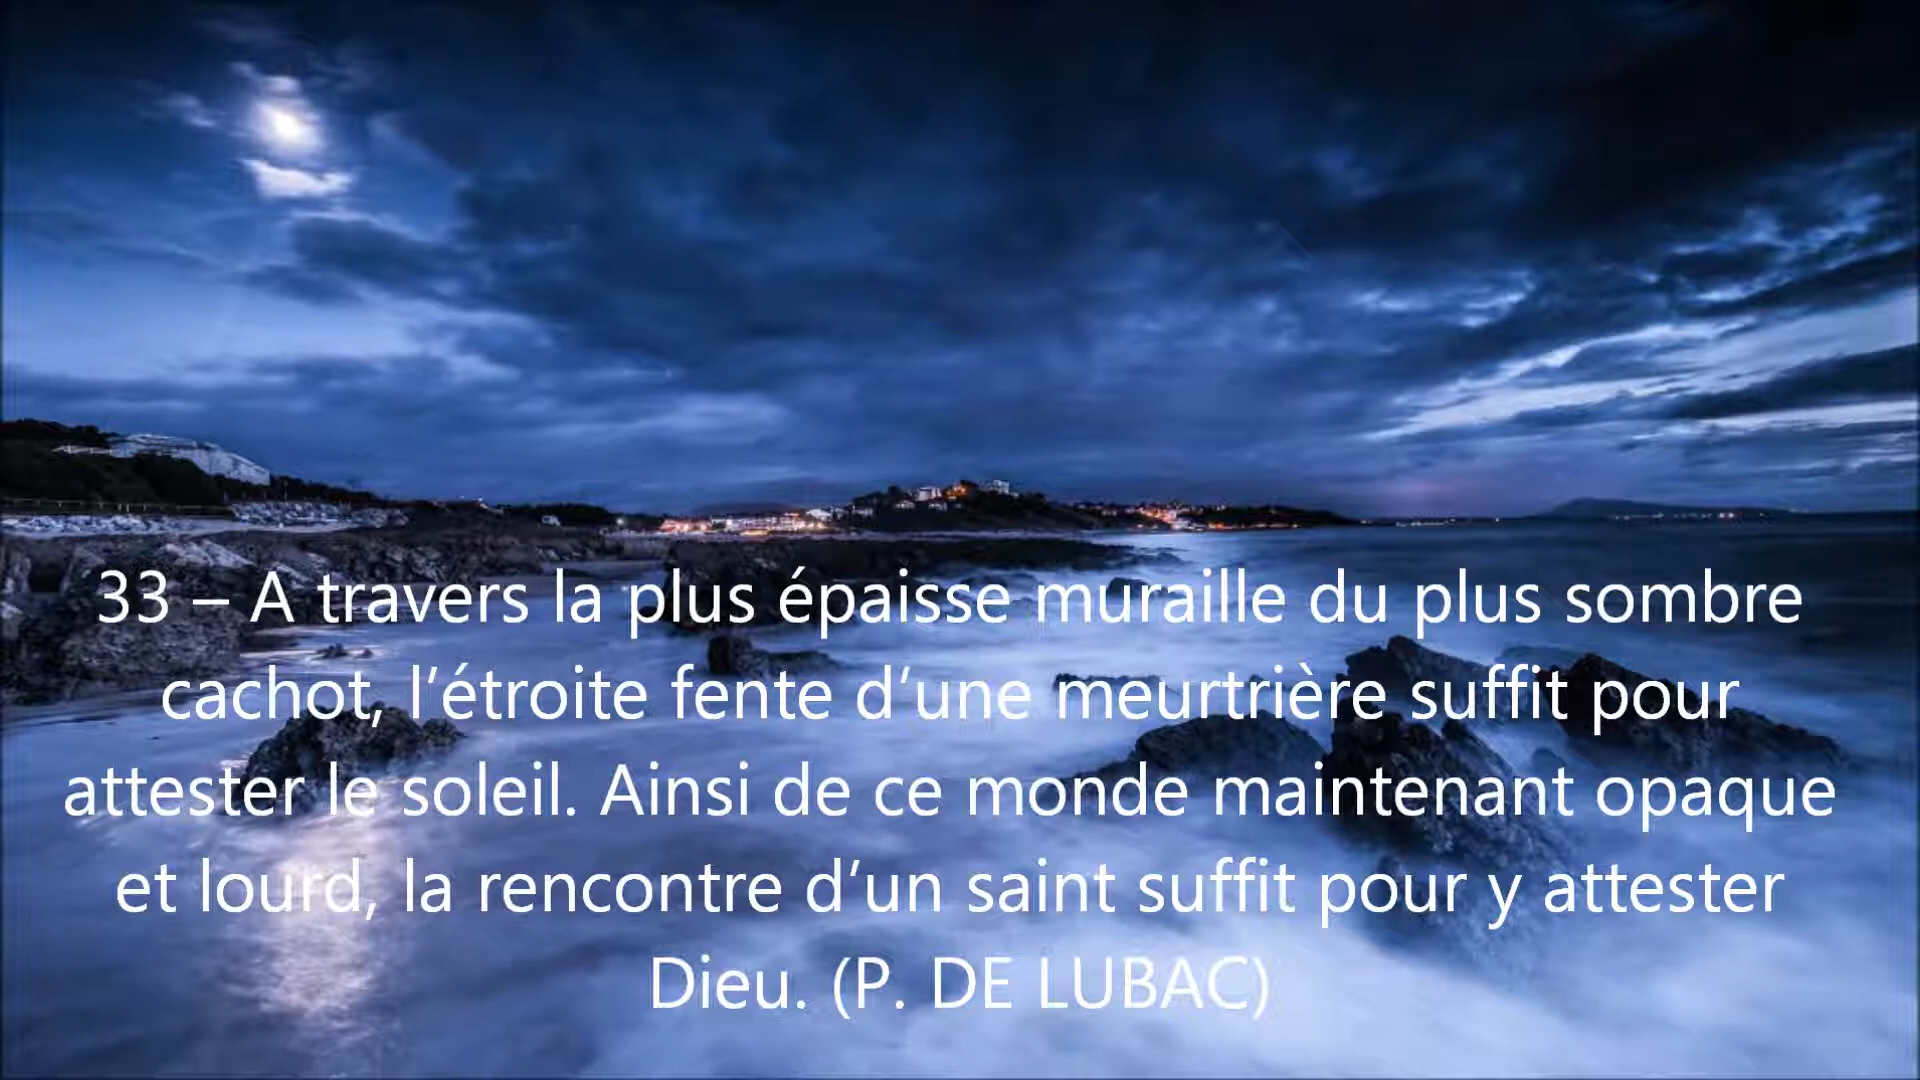 33 – A travers la plus épaisse muraille du plus sombre
cachot, l’étroite fente d’une meurtrière suffit pour
attester le soleil. Ainsi de ce monde maintenant opaque
et lourd, la rencontre d’un saint suffit pour y attester
Dieu. (P. DE LUBAC)